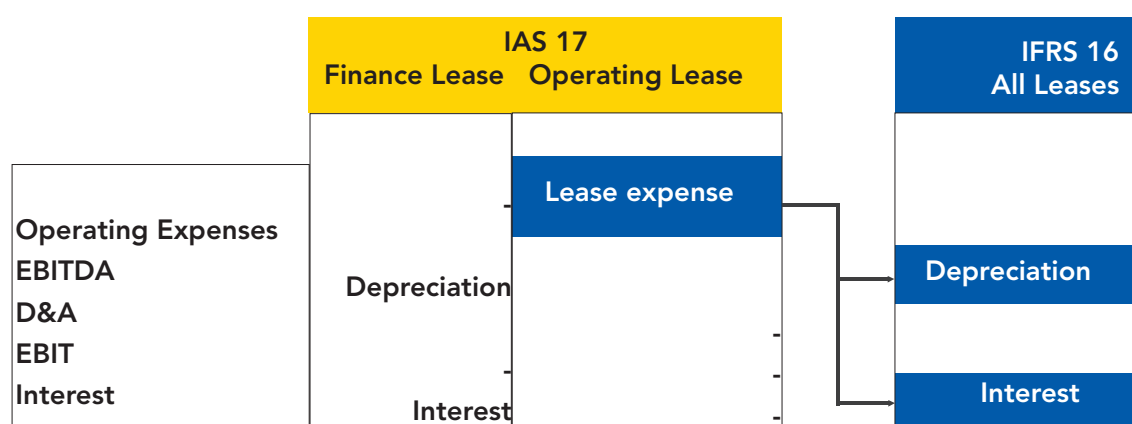 IAS 17
Finance Lease Operating Lease
IFRS 16
All Leases
Lease expense
-
Operating Expenses
EBITDA
Depreciation
Depreciation
D&A
-
EBIT
-
-
Interest
Interest
-
Interest